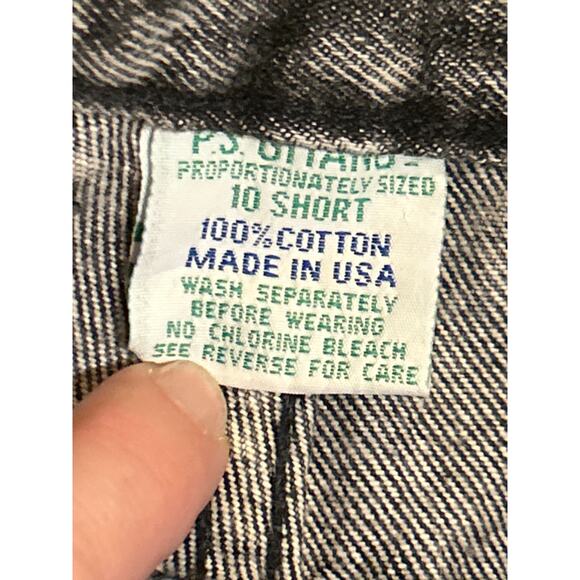 P.S. GITANO
PROPORTIONATELY SIZED
10 SHORT
100% COTTON
MADE IN USA
WASH SEPARATELY
BEFORE WEARING
NO CHLORINE BLEACH
SEE REVERSE FOR CARE